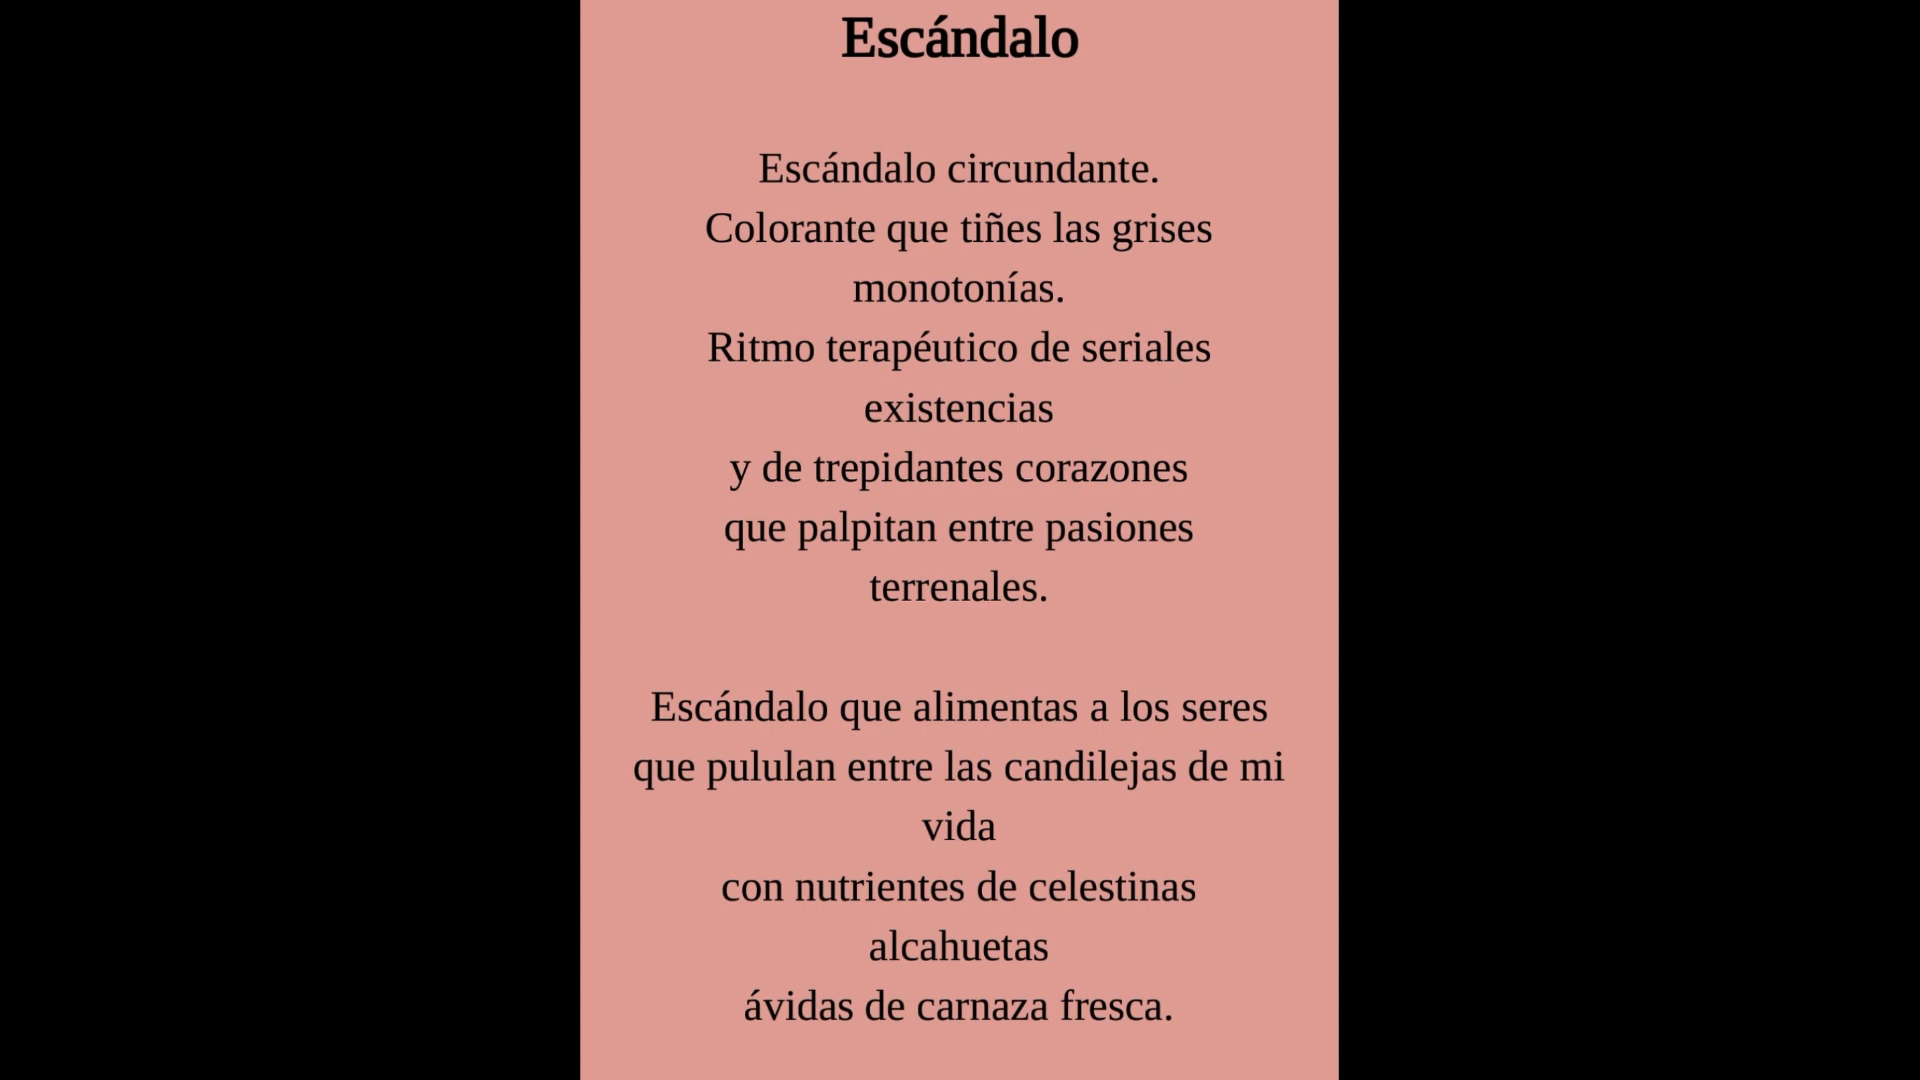 Escándalo
Escándalo circundante.
Colorante que tiñes las grises
monotonías.
Ritmo terapéutico de seriales
existencias
y de trepidantes corazones
que palpitan entre pasiones
terrenales.
Escándalo que alimentas a los seres
que pululan entre las candilejas de mi
vida
con nutrientes de celestinas
alcahuetas
ávidas de carnaza fresca.